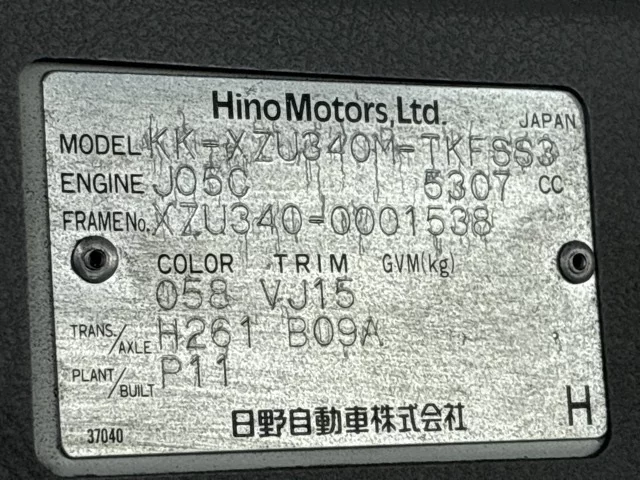 Hino Motors, Ltd. JAPAN
MODEL KK-XZU340M-TKFSS3
ENGINE J05C 5307 CC
FRAME No. XZU340-0001538
COLOR TRIM GVM(kg)
058 VJ15
TRANS./AXLE H261 B09A
PLANT/BUILT P11
37040 日野自動車株式会社 H